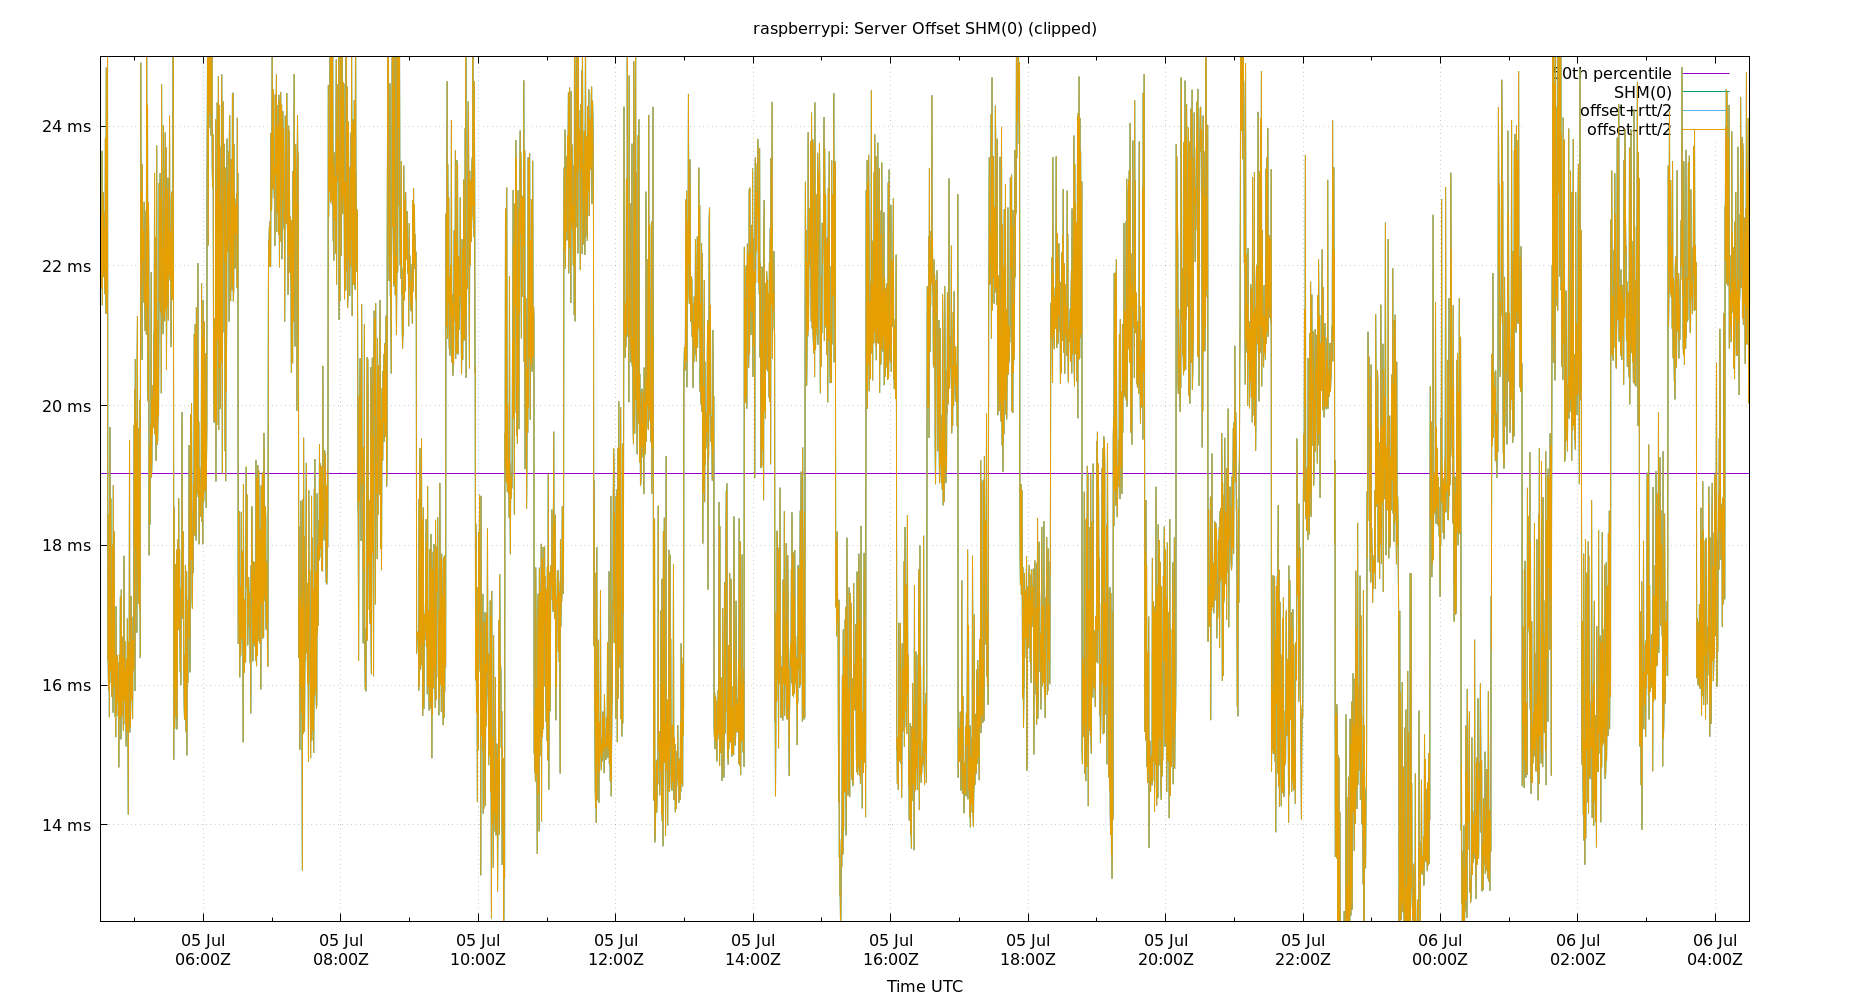 raspberrypi: Server Offset SHM(0) (clipped)
0th percentile
SHM(0)
offset+rtt/2
offset-rtt/2
24 ms
22 ms
20 ms
18 ms
16 ms
14 ms
05 Jul 05 Jul 05 Jul 05 Jul 05 Jul 05 Jul 05 Jul 05 Jul 05 Jul 06 Jul 06 Jul 06 Jul
06:00Z 08:00Z 10:00Z 12:00Z 14:00Z 16:00Z 18:00Z 20:00Z 22:00Z 00:00Z 02:00Z 04:00Z
Time UTC